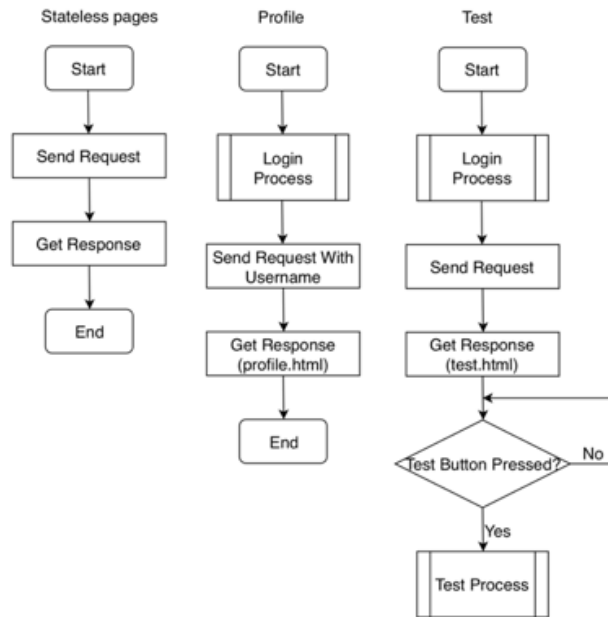 Stateless pages
Start
Send Request
Get Response
End
Profile
Start
Login
Process
Send Request With
Username
Get Response
(profile.html)
End
Test
Start
Login
Process
Send Request
Get Response
(test.html)
Test Button Pressed?
No
Yes
Test Process